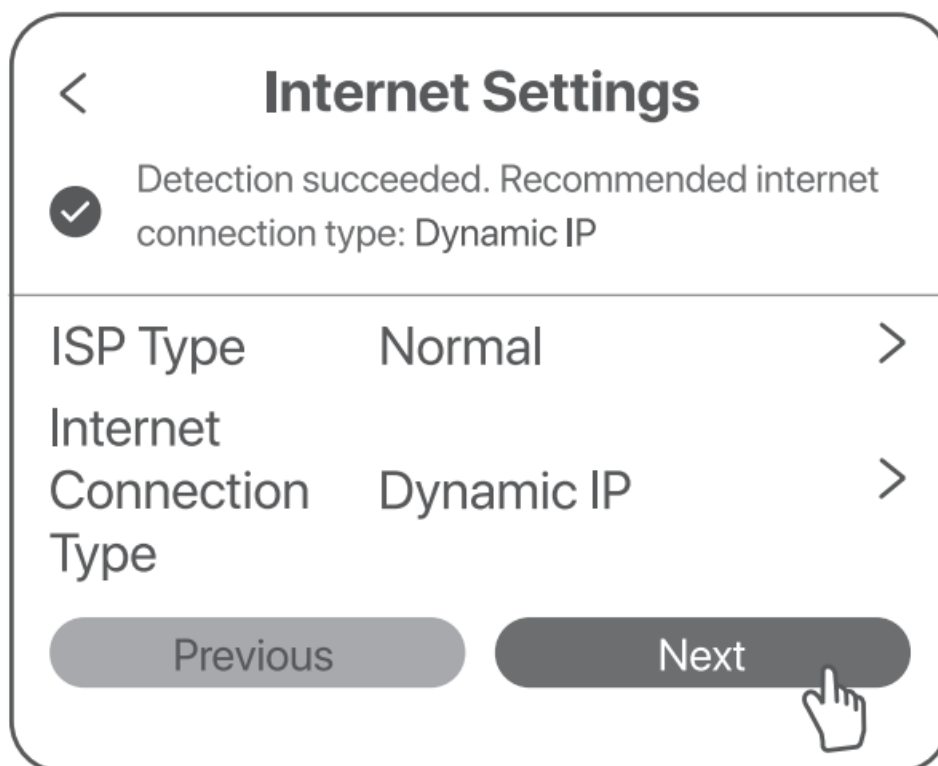 Internet Settings
Detection succeeded. Recommended internet
connection type: Dynamic IP
ISP Type Normal
Internet
Connection Dynamic IP
Type
Previous Next